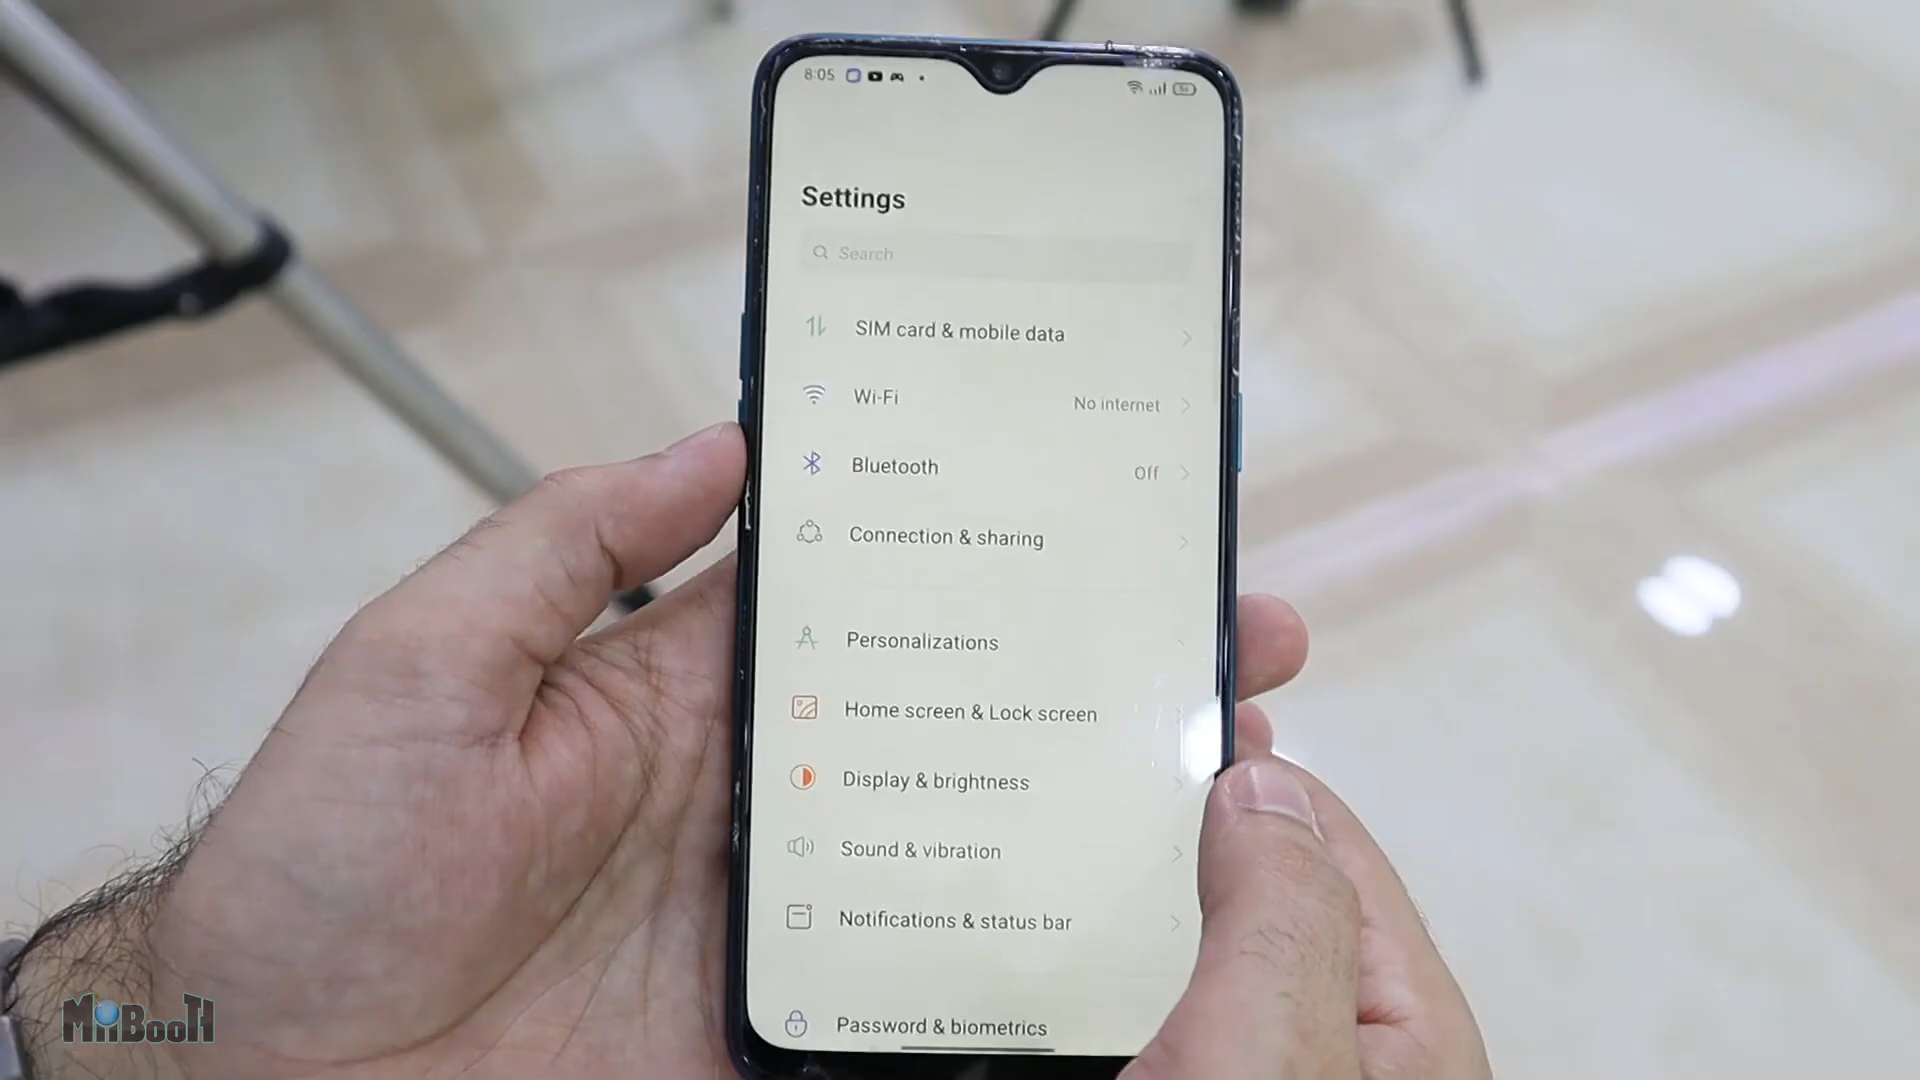 8:05
Settings
Search
SIM card & mobile data
Wi-Fi No internet
Bluetooth Off
Connection & sharing
Personalizations
Home screen & Lock screen
Display & brightness
Sound & vibration
Notifications & status bar
Password & biometrics
MiiBooTH